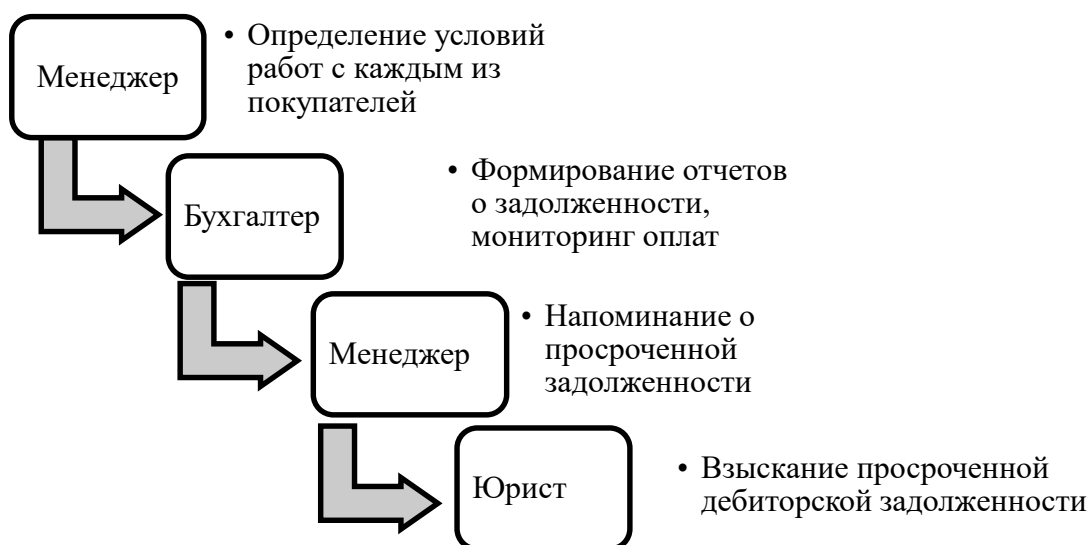 Менеджер
• Определение условий
работ с каждым из
покупателей
Бухгалтер
• Формирование отчетов
о задолженности,
мониторинг оплат
Менеджер
• Напоминание о
просроченной
задолженности
Юрист
• Взыскание просроченной
дебиторской задолженности